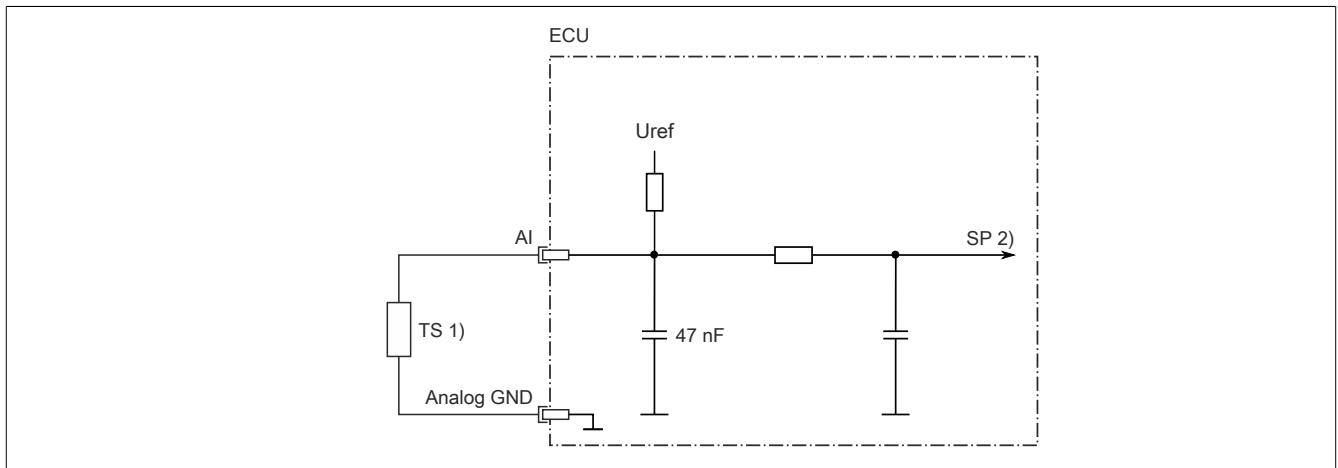 ECU
Uref
AI
SP 2)
TS 1)
47 nF
Analog GND